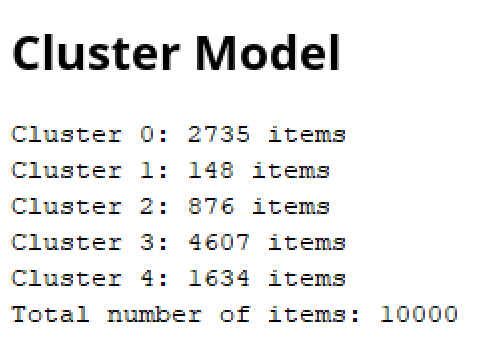 Cluster Model
Cluster 0: 2735 items
Cluster 1: 148 items
Cluster 2: 876 items
Cluster 3: 4607 items
Cluster 4: 1634 items
Total number of items: 10000